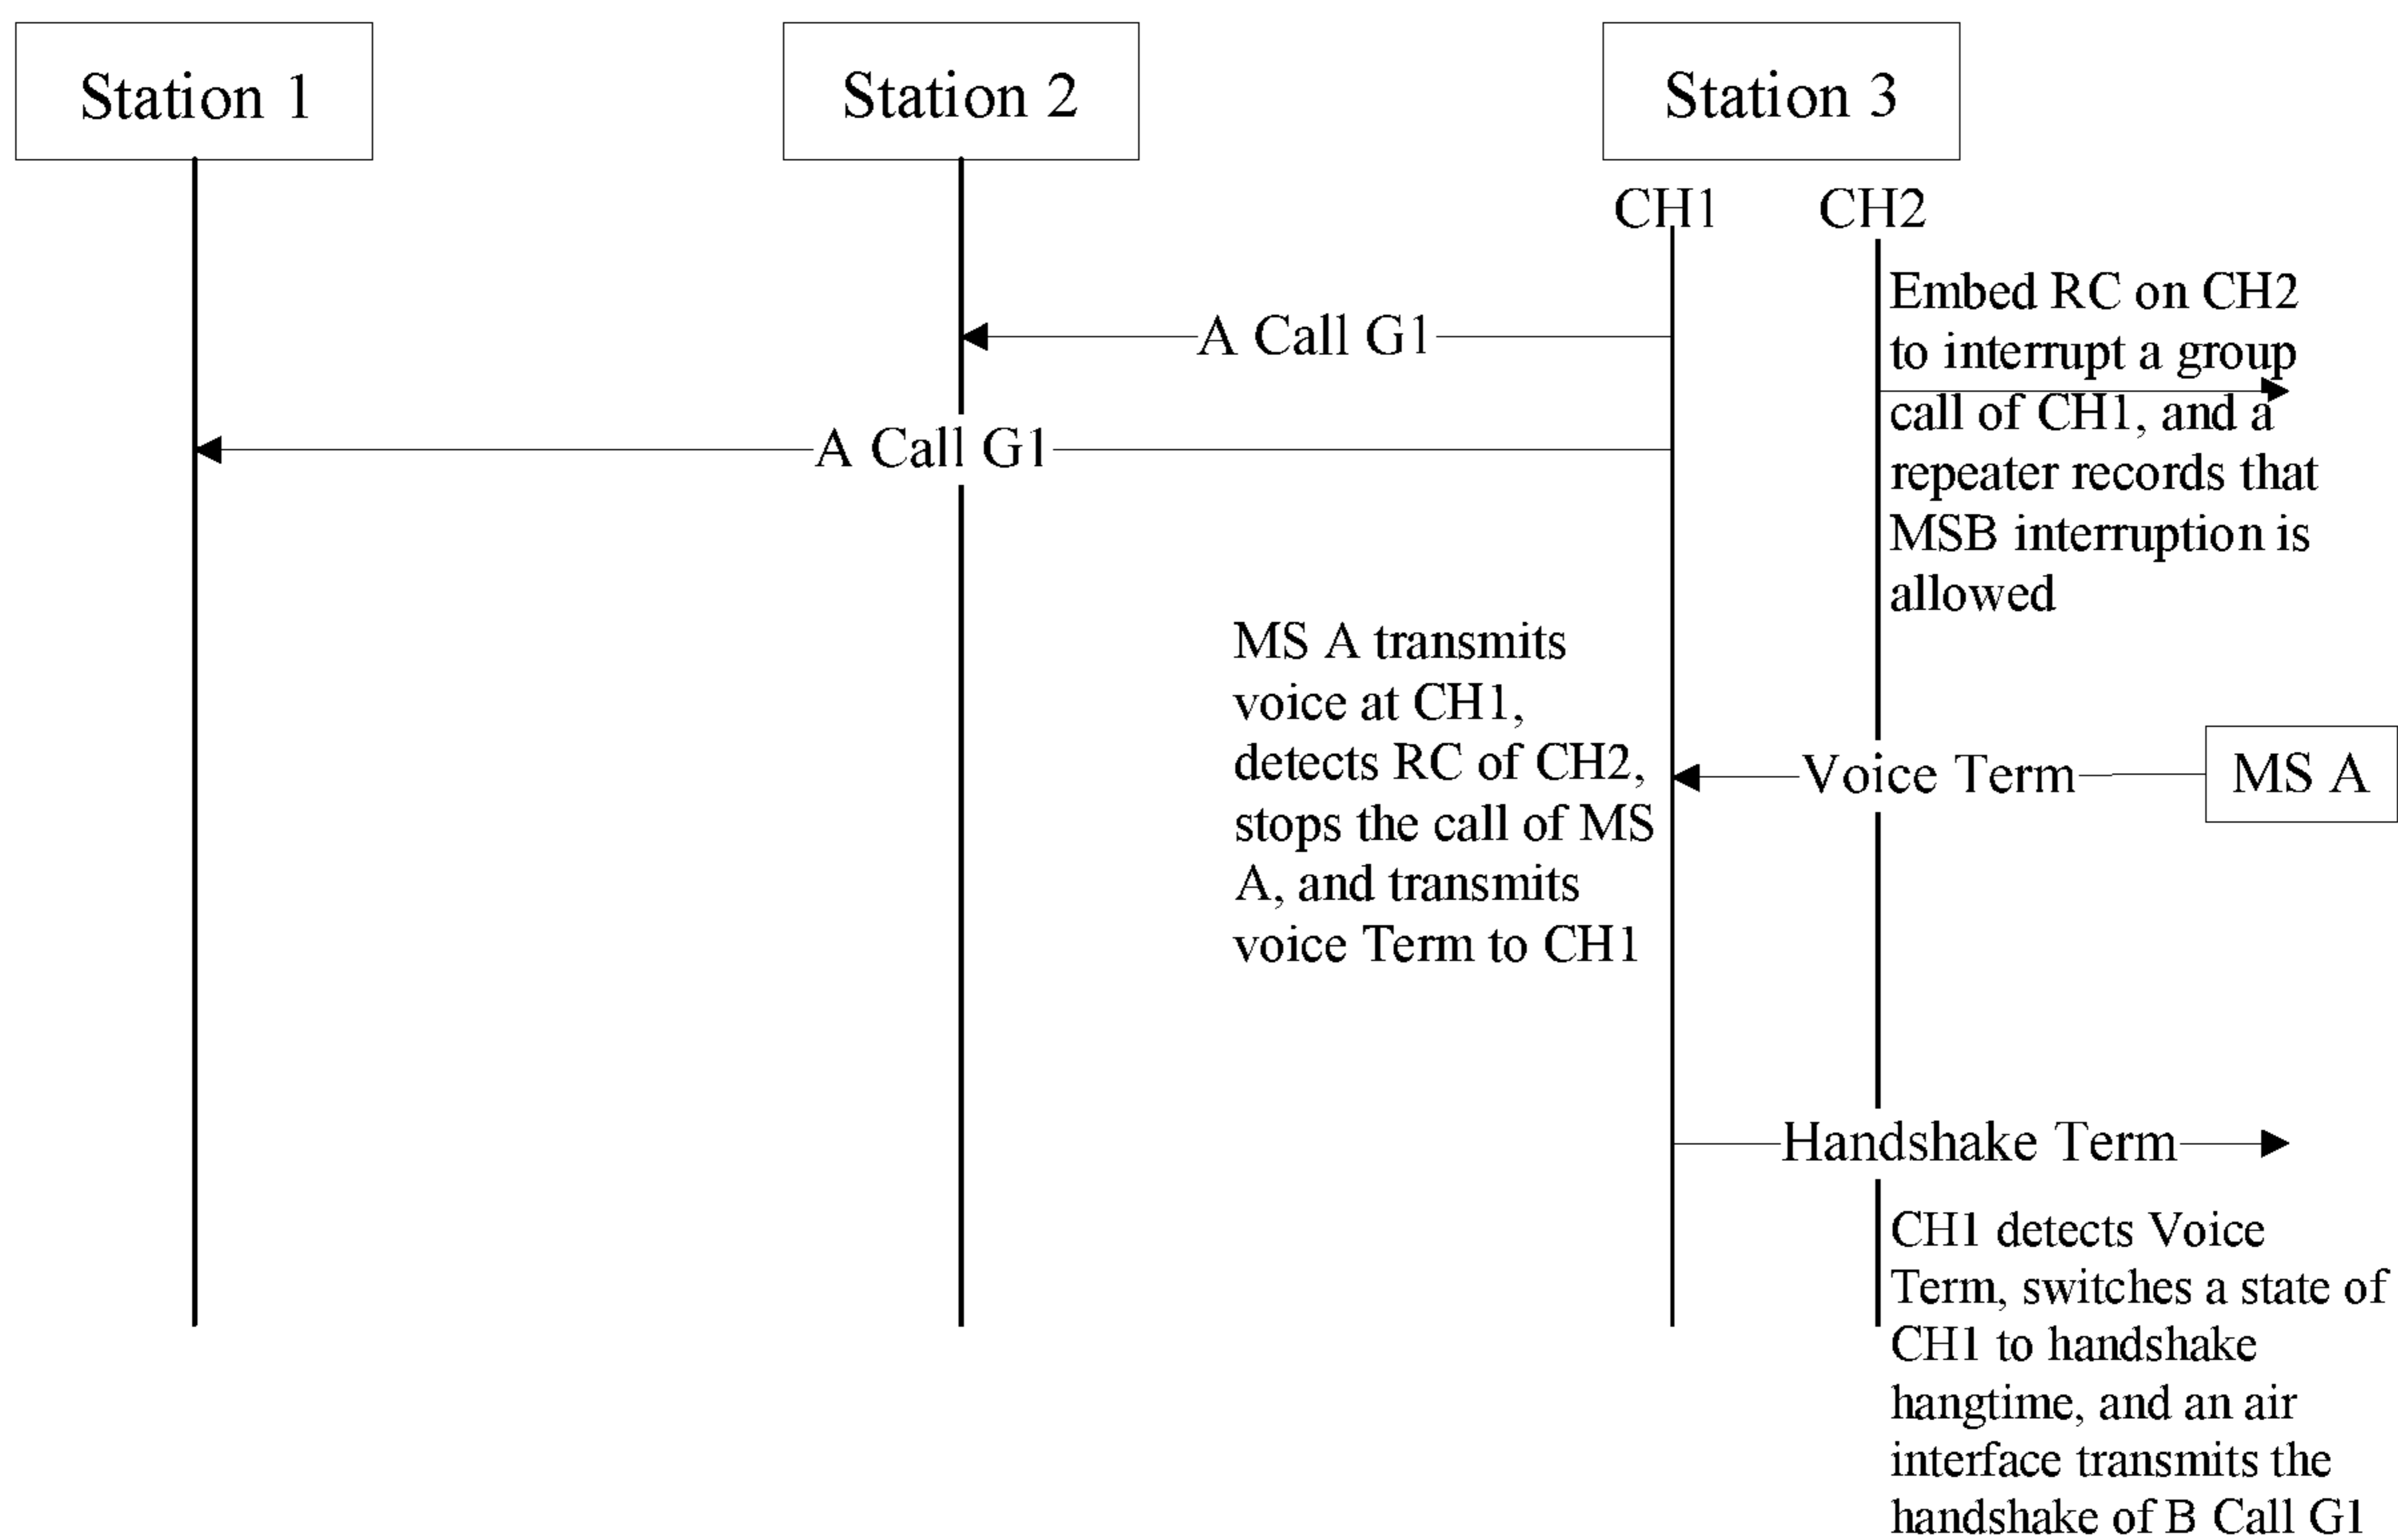 Station 1
Station 2
Station 3
CH1
CH2
Embed RC on CH2
to interrupt a group
call of CH1, and a
repeater records that
MSB interruption is
allowed
A Call G1
A Call G1
MS A transmits
voice at CH1,
detects RC of CH2,
stops the call of MS
A, and transmits
voice Term to CH1
Voice Term
MS A
Handshake Term
CH1 detects Voice
Term, switches a state of
CH1 to handshake
hangtime, and an air
interface transmits the
handshake of B Call G1